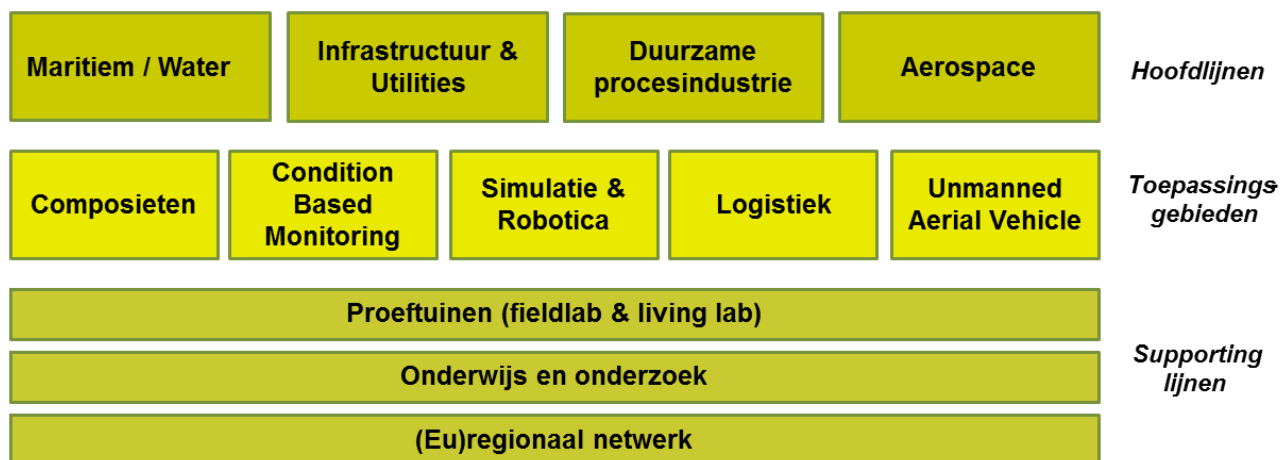 Maritiem / Water
Infrastructuur &
Utilities
Duurzame
procesindustrie
Aerospace
Hoofdlijnen
Composieten
Condition
Based
Monitoring
Simulatie &
Robotica
Logistiek
Unmanned
Aerial Vehicle
Toepassings-
gebieden
Proeftuinen (fieldlab & living lab)
Onderwijs en onderzoek
(Eu)regionaal netwerk
Supporting
lijnen